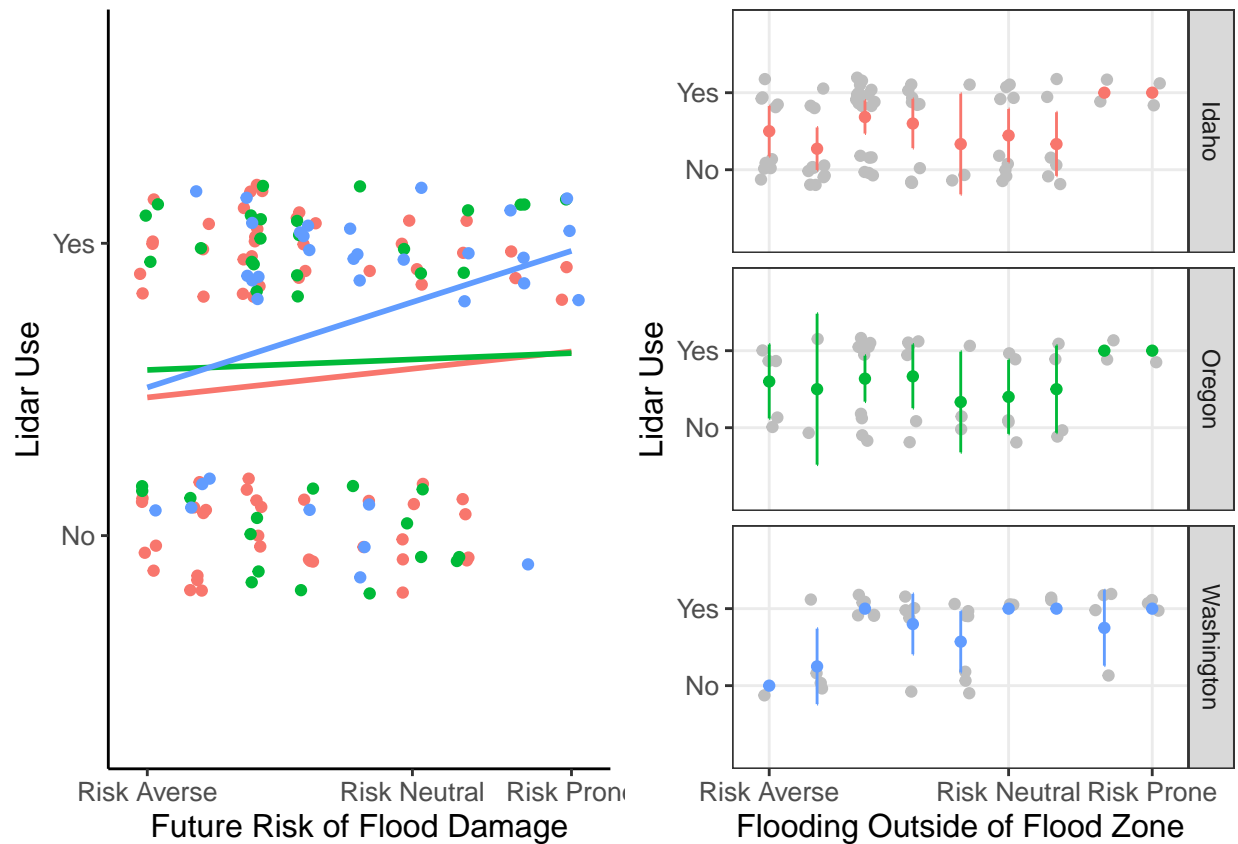 Lidar Use
Yes
No
Risk Averse
Risk Neutral
Risk Prone
Future Risk of Flood Damage
Lidar Use
Yes
No
Idaho
Yes
No
Oregon
Yes
No
Washington
Risk Averse
Risk Neutral
Risk Prone
Flooding Outside of Flood Zone